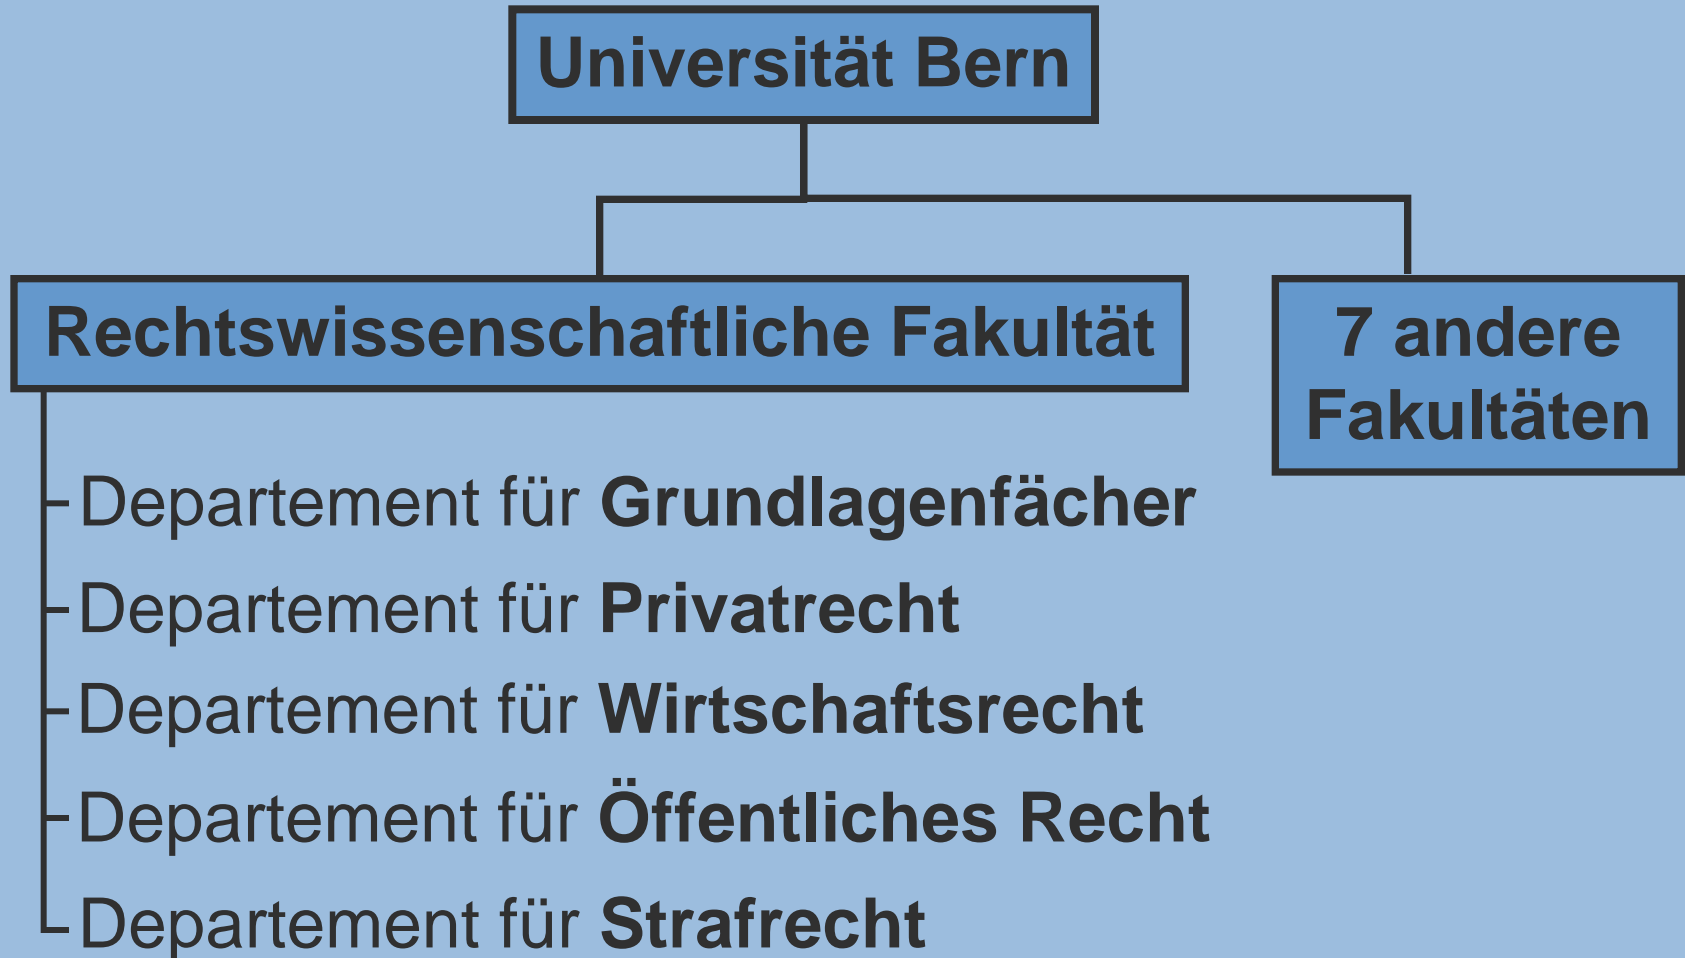 Universität Bern
Rechtswissenschaftliche Fakultät
7 andere
Fakultäten
Departement für Grundlagenfächer
Departement für Privatrecht
Departement für Wirtschaftsrecht
Departement für Öffentliches Recht
Departement für Strafrecht